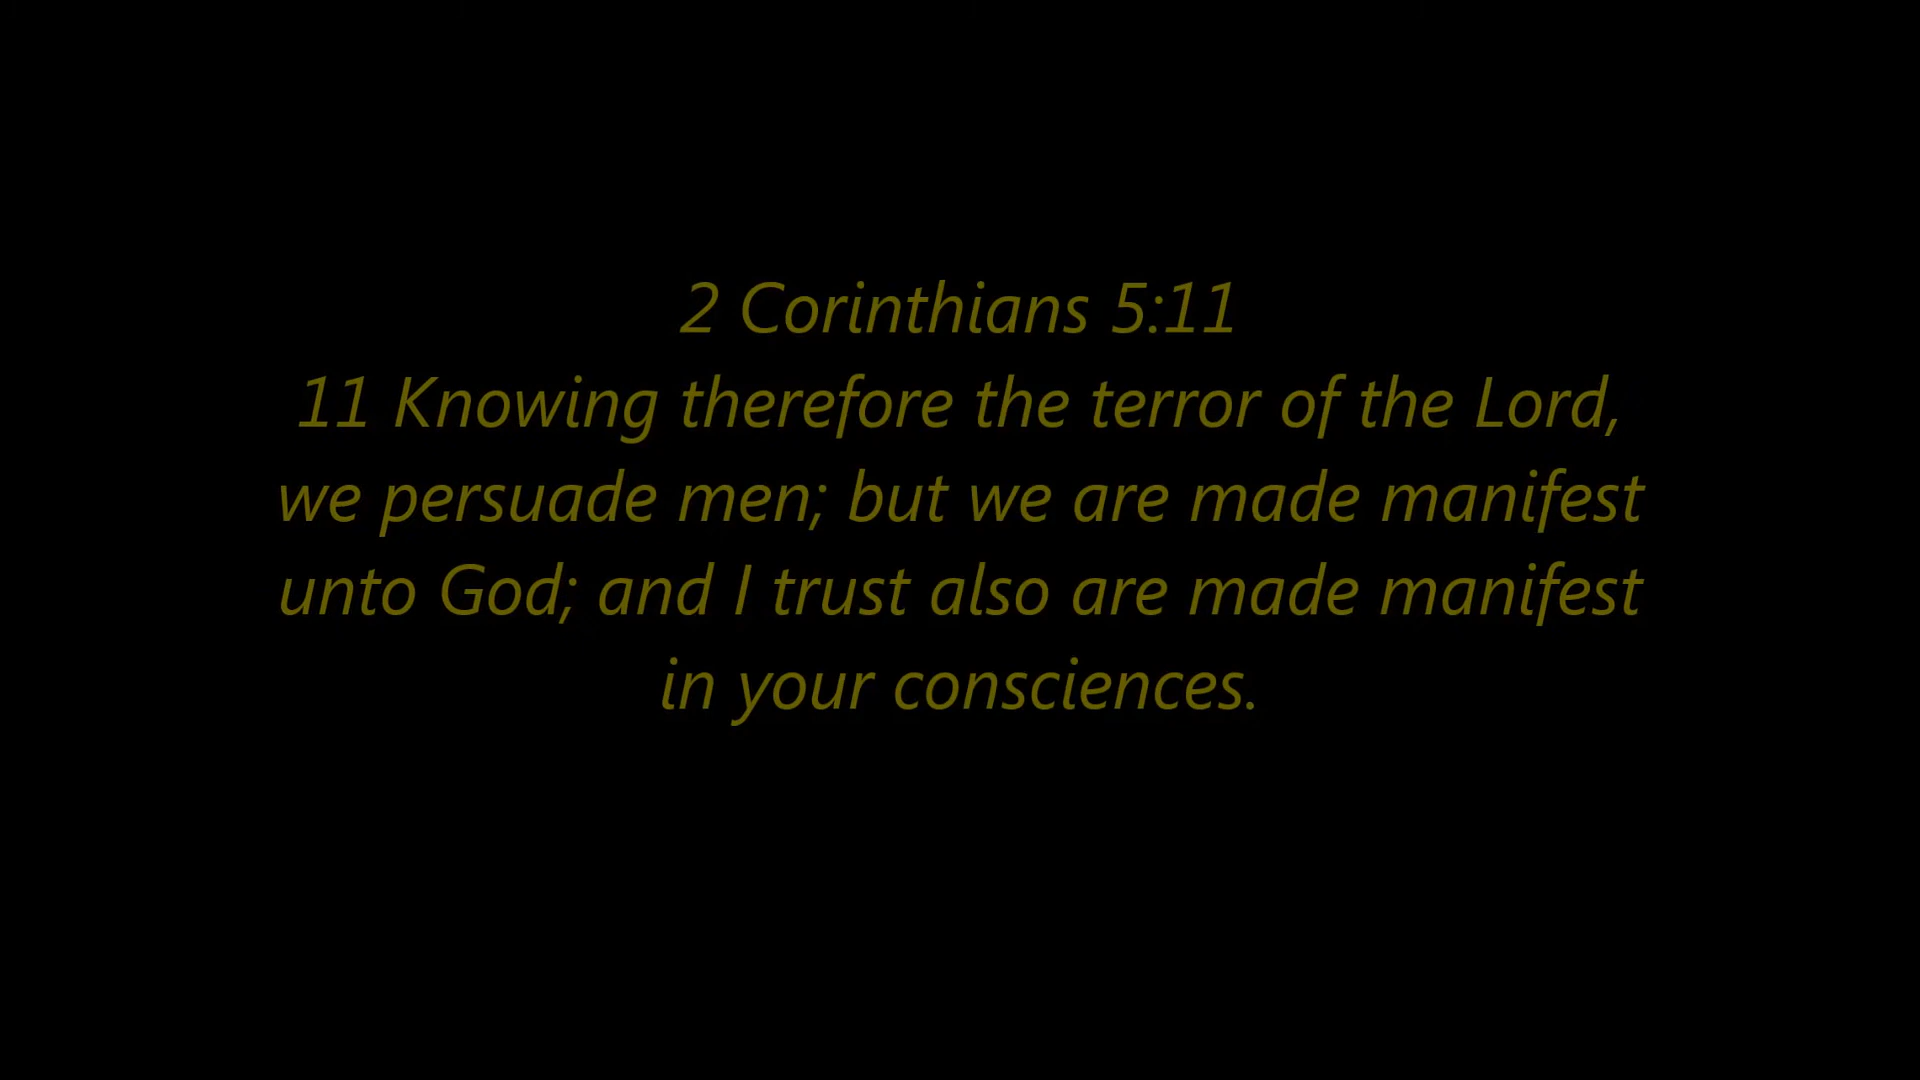 2 Corinthians 5:11
11 Knowing therefore the terror of the Lord,
we persuade men; but we are made manifest
unto God; and I trust also are made manifest
in your consciences.